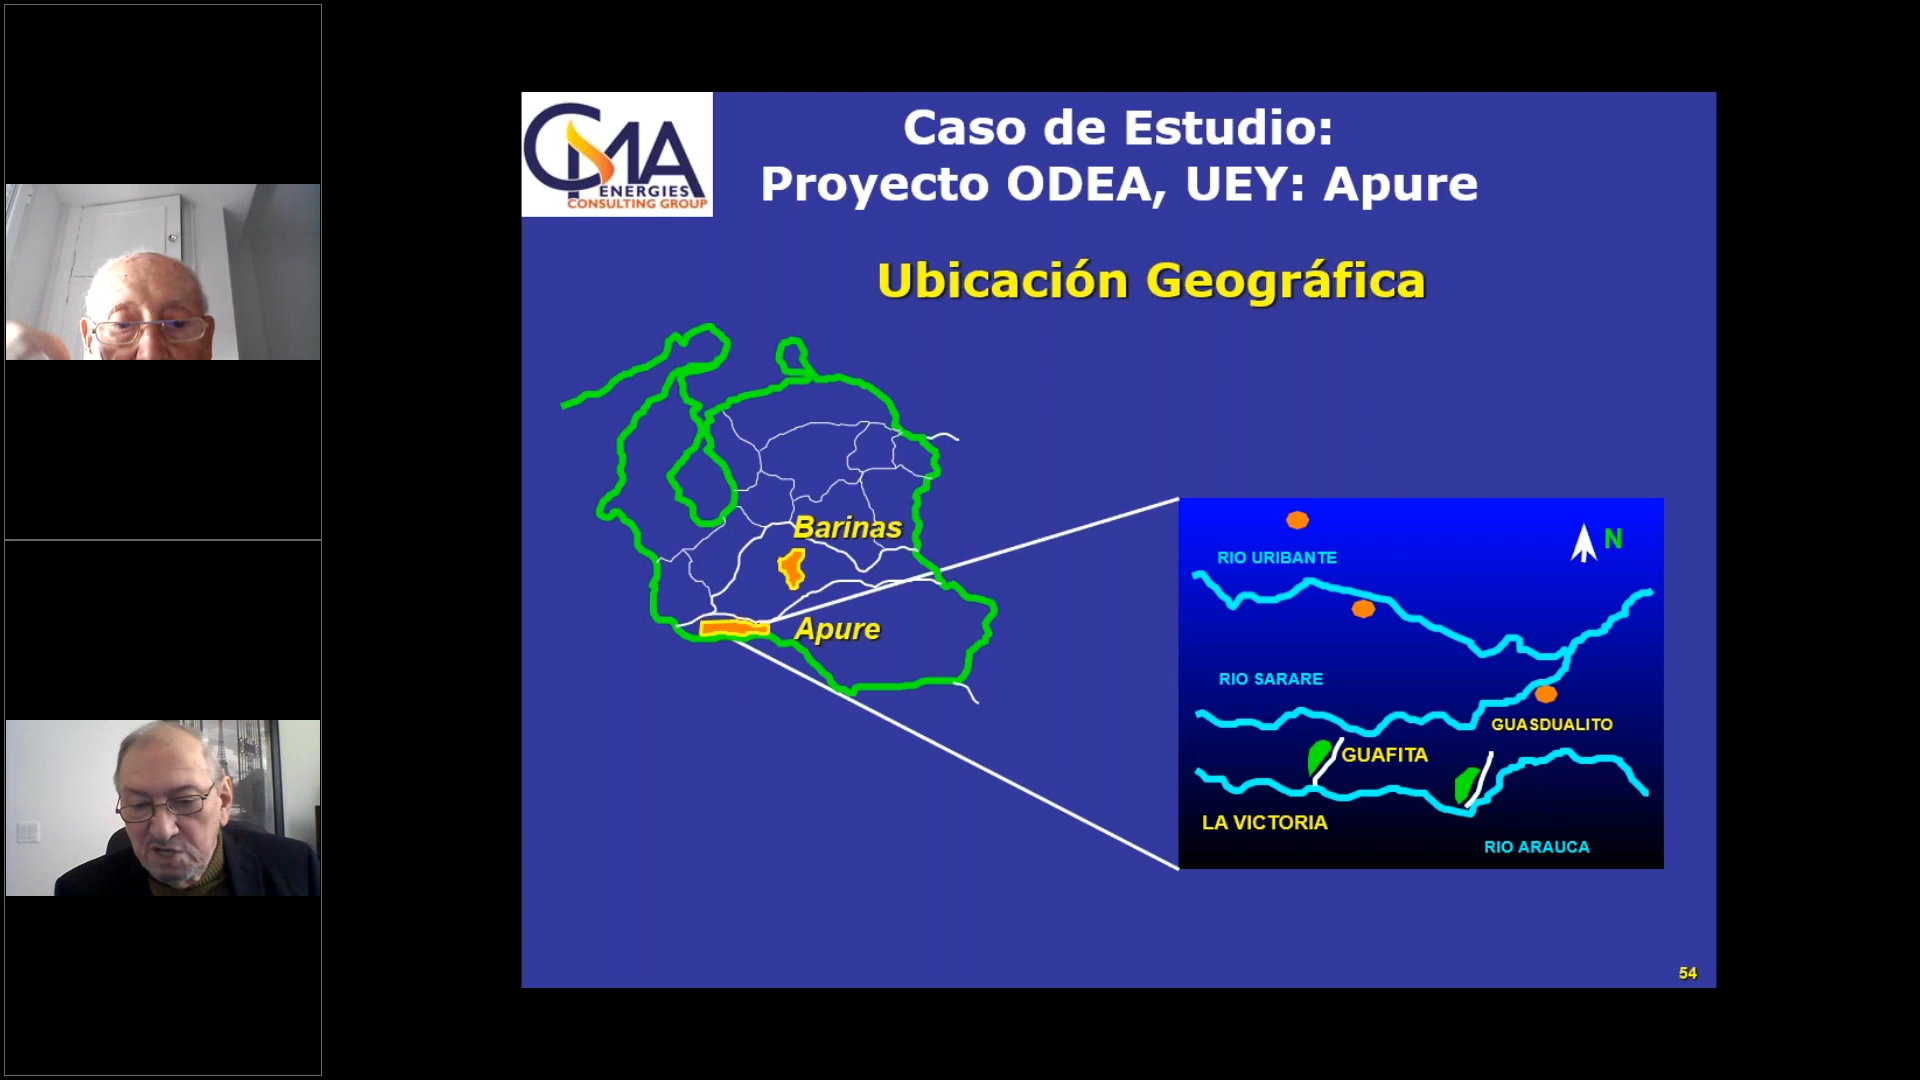 CMA
ENERGIES
CONSULTING GROUP
Caso de Estudio:
Proyecto ODEA, UEY: Apure
Ubicación Geográfica
Barinas
Apure
N
RIO URIBANTE
RIO SARARE
GUASDUALITO
GUAFITA
LA VICTORIA
RIO ARAUCA
54